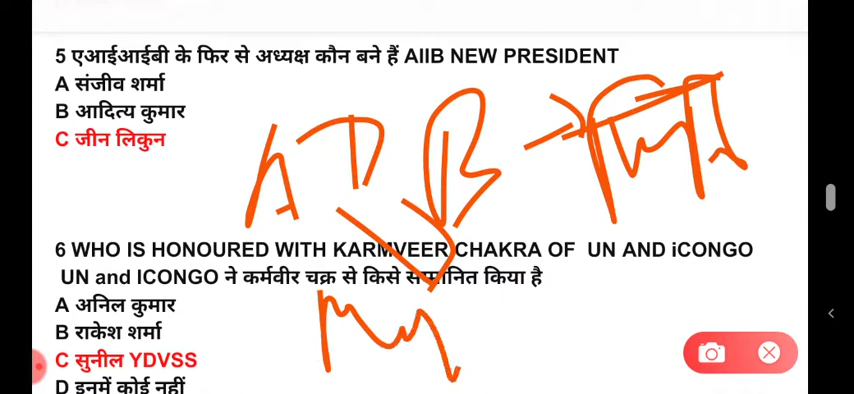 5 एआईआईबी के फिर से अध्यक्ष कौन बने हैं AIIB NEW PRESIDENT
A संजीव शर्मा
B आदित्य कुमार
C जीन लिकुन
ADB
6 WHO IS HONOURED WITH KARMVEER CHAKRA OF UN AND iCONGO
UN and ICONGO ने कर्मवीर चक्र से किसे सम्मानित किया है
A अनिल कुमार
B राकेश शर्मा
C सुनील YDVSS
D इनमें कोई नहीं